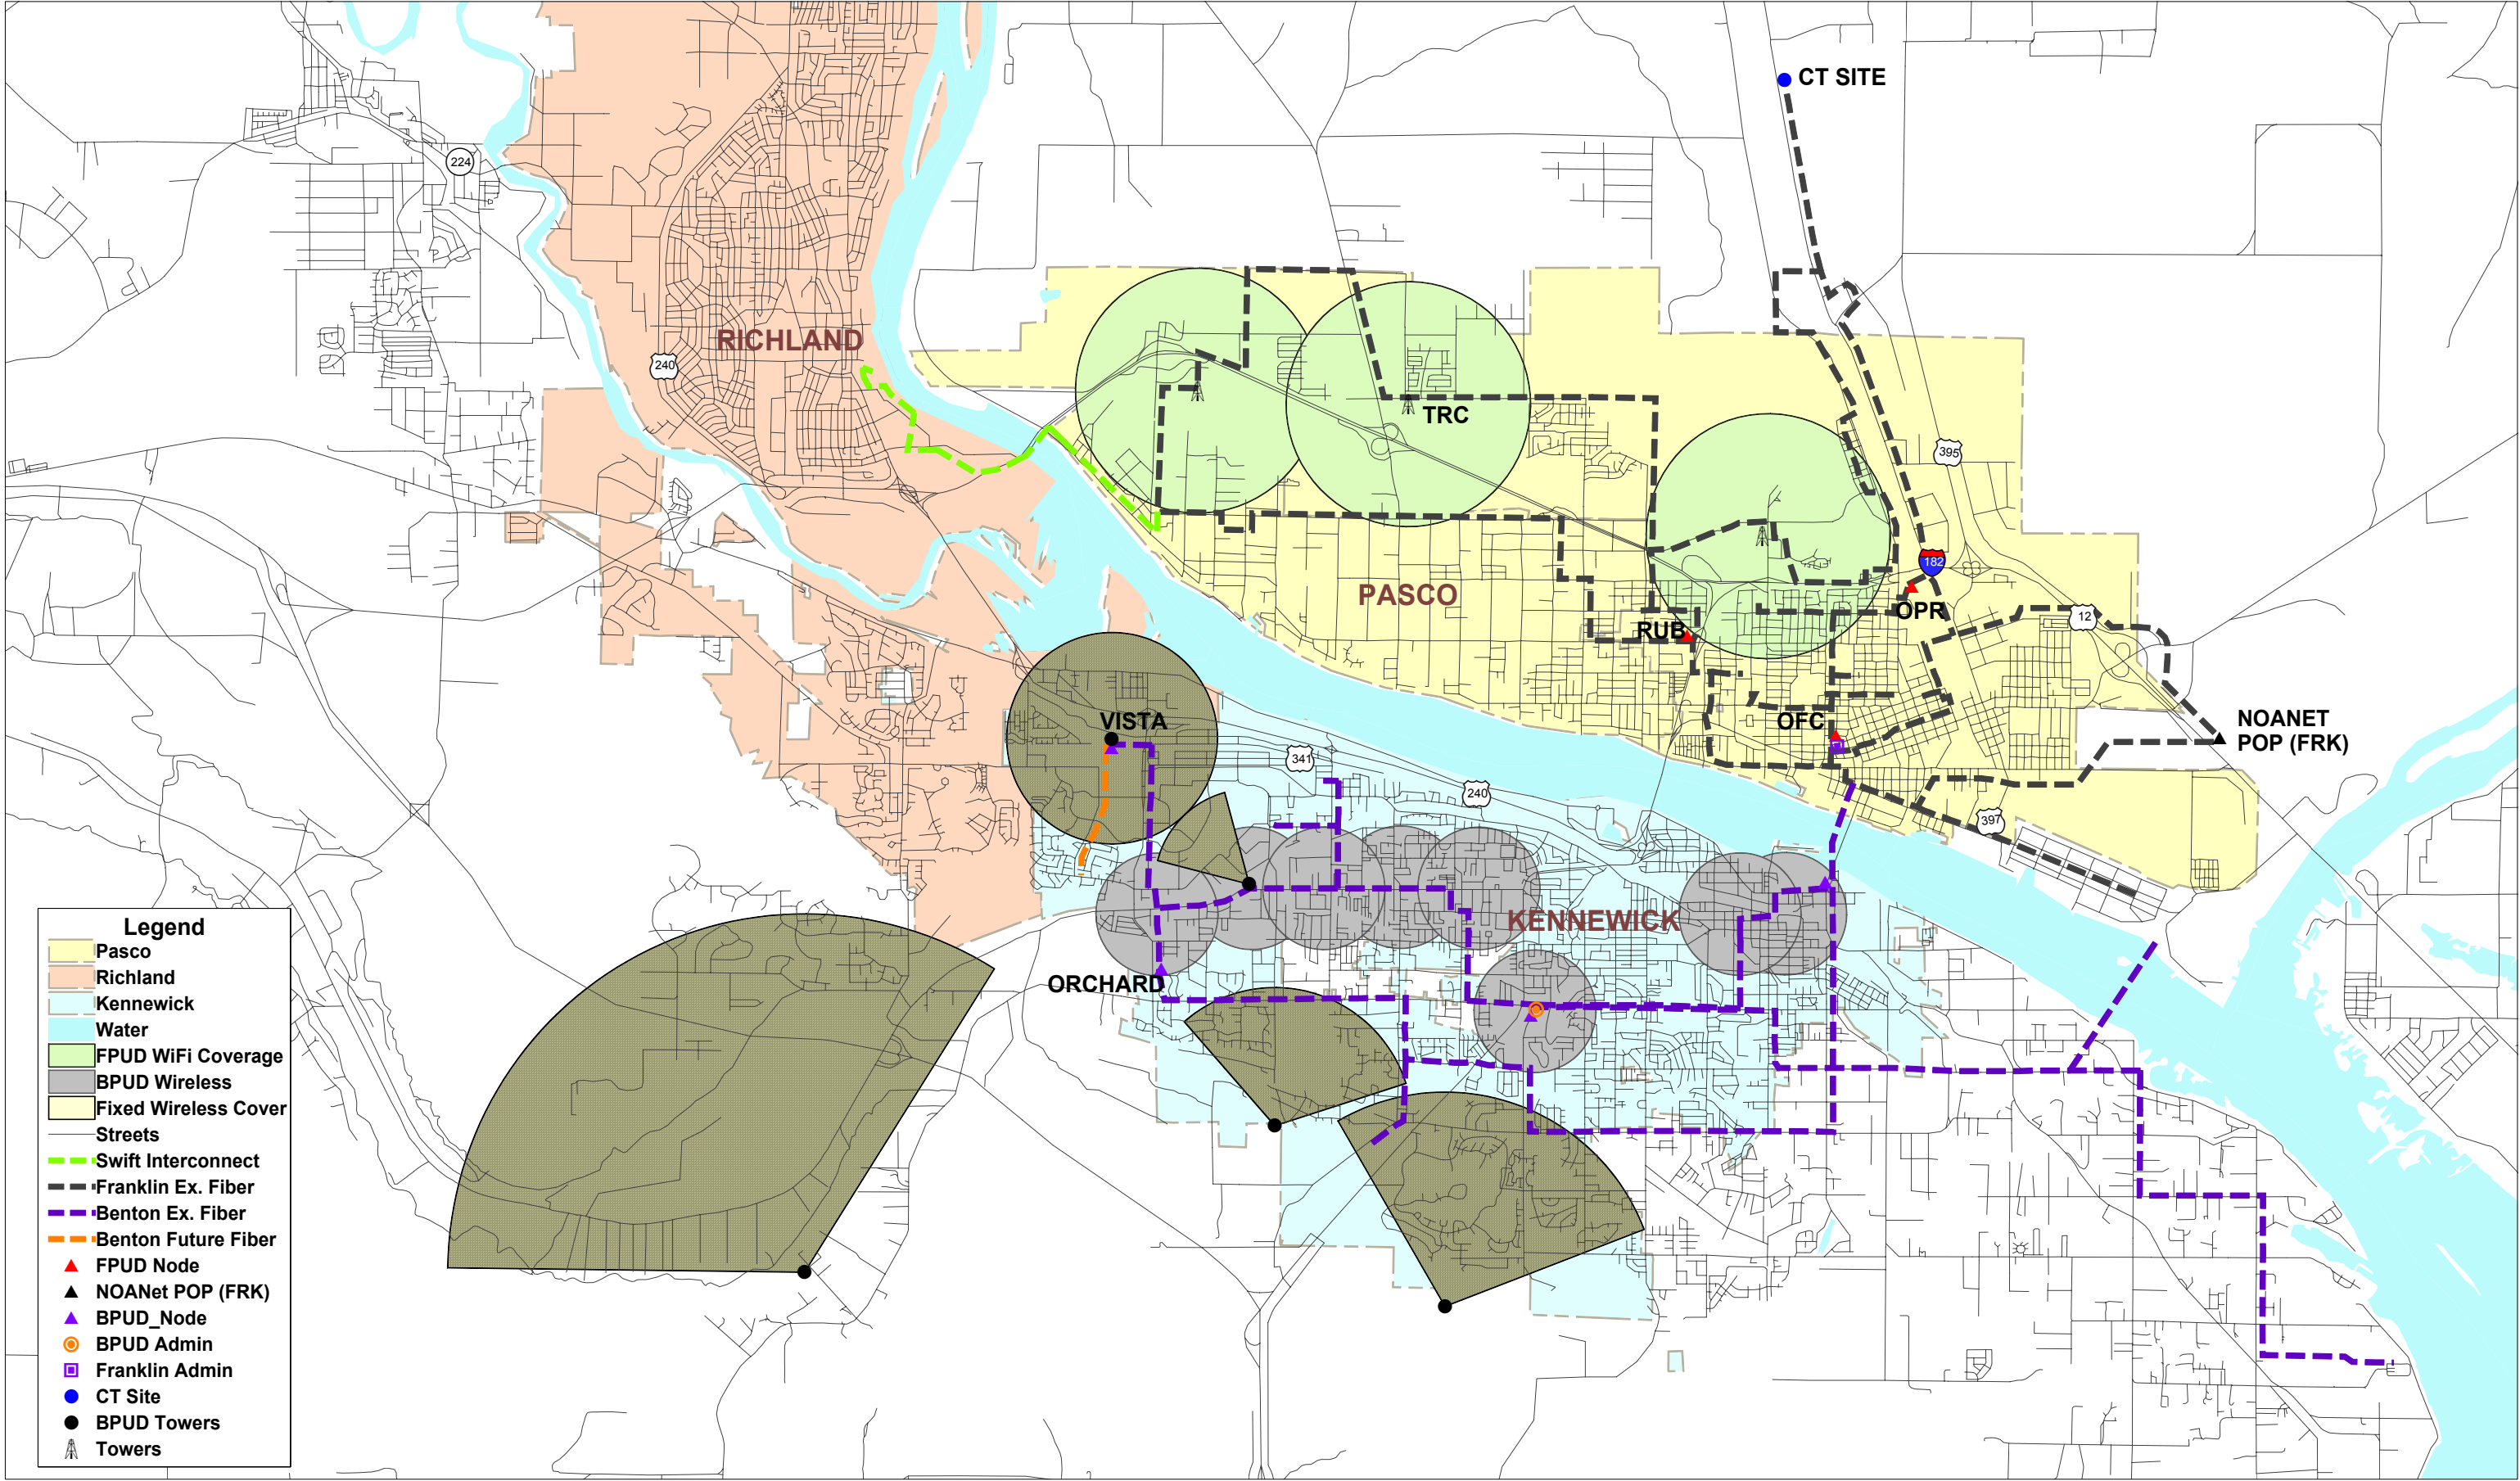 CT SITE
224
RICHLAND
240
TRC
395
182
PASCO
OPR
RUB
12
VISTA
OFC
NOANET
POP (FRK)
341
240
397
KENNEWICK
ORCHARD
Legend
Pasco
Richland
Kennewick
Water
FPUD WiFi Coverage
BPUD Wireless
Fixed Wireless Cover
Streets
Swift Interconnect
Franklin Ex. Fiber
Benton Ex. Fiber
Benton Future Fiber
FPUD Node
NOANet POP (FRK)
BPUD_Node
BPUD Admin
Franklin Admin
CT Site
BPUD Towers
Towers